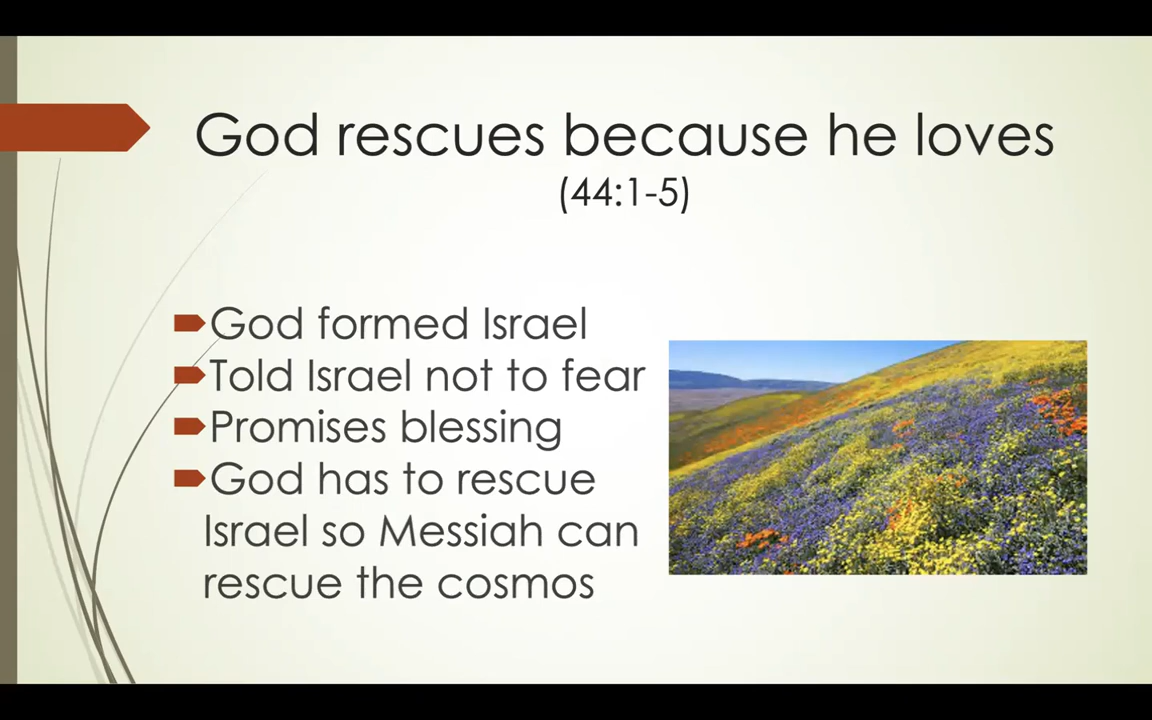 God rescues because he loves
(44:1-5)
God formed Israel
Told Israel not to fear
Promises blessing
God has to rescue
Israel so Messiah can
rescue the cosmos